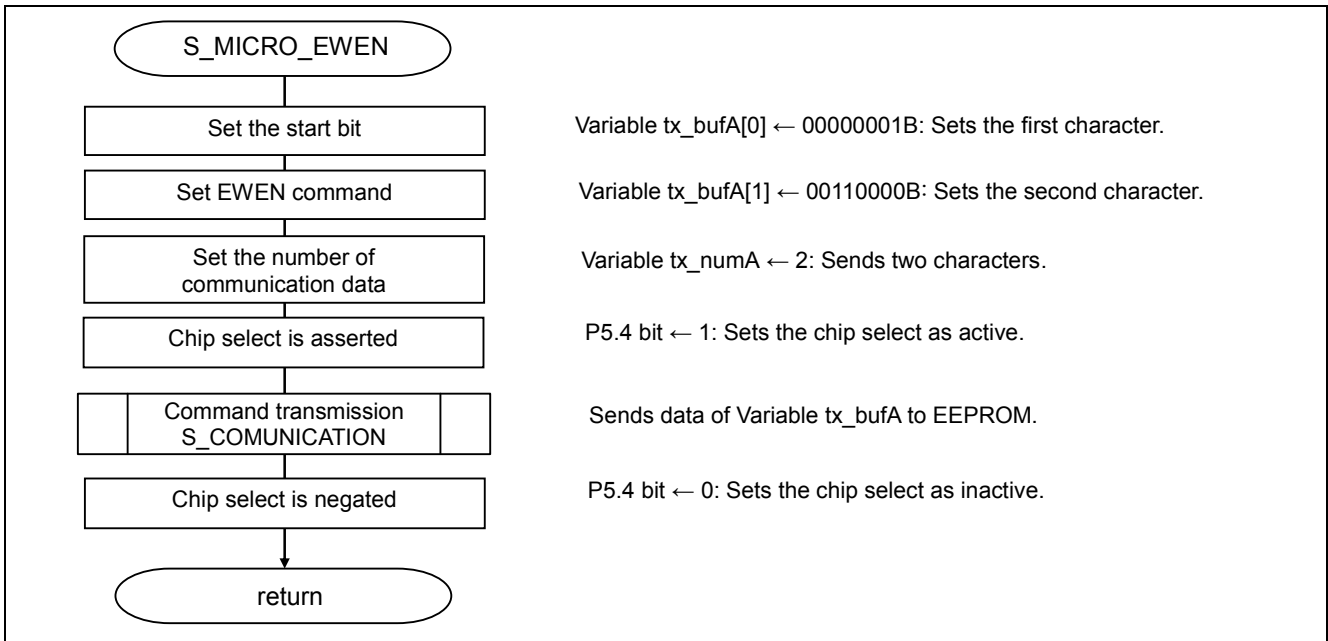 S_MICRO_EWEN
Set the start bit
Variable tx_bufA[0] ← 00000001B: Sets the first character.
Set EWEN command
Variable tx_bufA[1] ← 00110000B: Sets the second character.
Set the number of
communication data
Variable tx_numA ← 2: Sends two characters.
Chip select is asserted
P5.4 bit ← 1: Sets the chip select as active.
Command transmission
S_COMUNICATION
Sends data of Variable tx_bufA to EEPROM.
Chip select is negated
P5.4 bit ← 0: Sets the chip select as inactive.
return